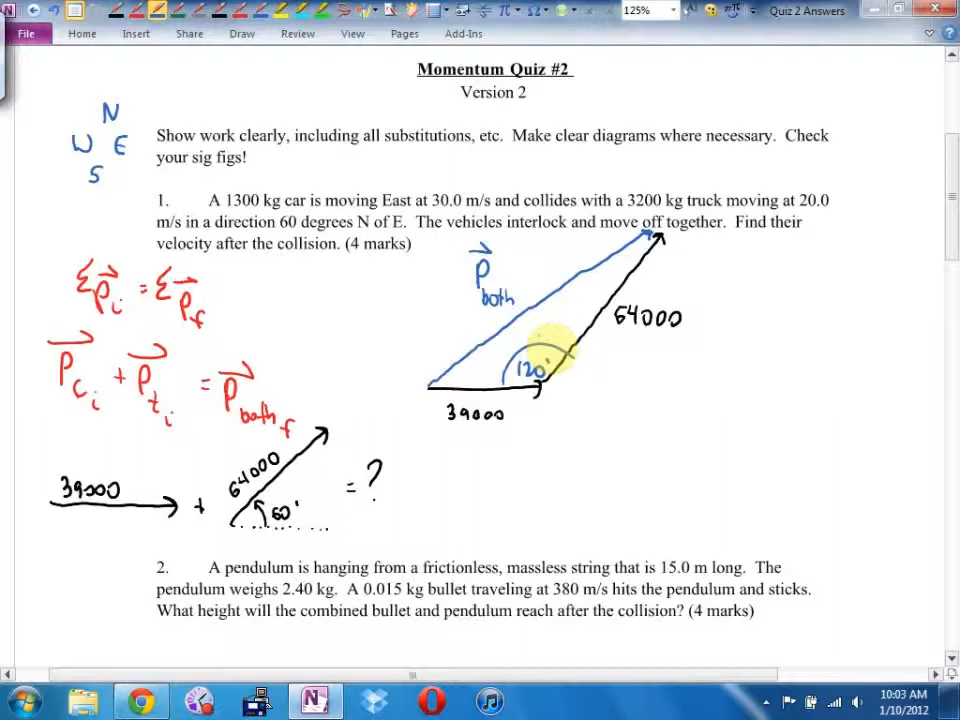 125%
Quiz 2 Answers
File Home Insert Share Draw Review View Pages Add-Ins
Momentum Quiz #2
Version 2
N
W E
S
Show work clearly, including all substitutions, etc. Make clear diagrams where necessary. Check
your sig figs!
1. A 1300 kg car is moving East at 30.0 m/s and collides with a 3200 kg truck moving at 20.0
m/s in a direction 60 degrees N of E. The vehicles interlock and move off together. Find their
velocity after the collision. (4 marks)
Σp⃗i = Σp⃗f
P⃗ci + P⃗ti = P⃗both f
P⃗both
64000
120°
39000
39000 + 64000 60° = ?
2. A pendulum is hanging from a frictionless, massless string that is 15.0 m long. The
pendulum weighs 2.40 kg. A 0.015 kg bullet traveling at 380 m/s hits the pendulum and sticks.
What height will the combined bullet and pendulum reach after the collision? (4 marks)
10:03 AM
1/10/2012